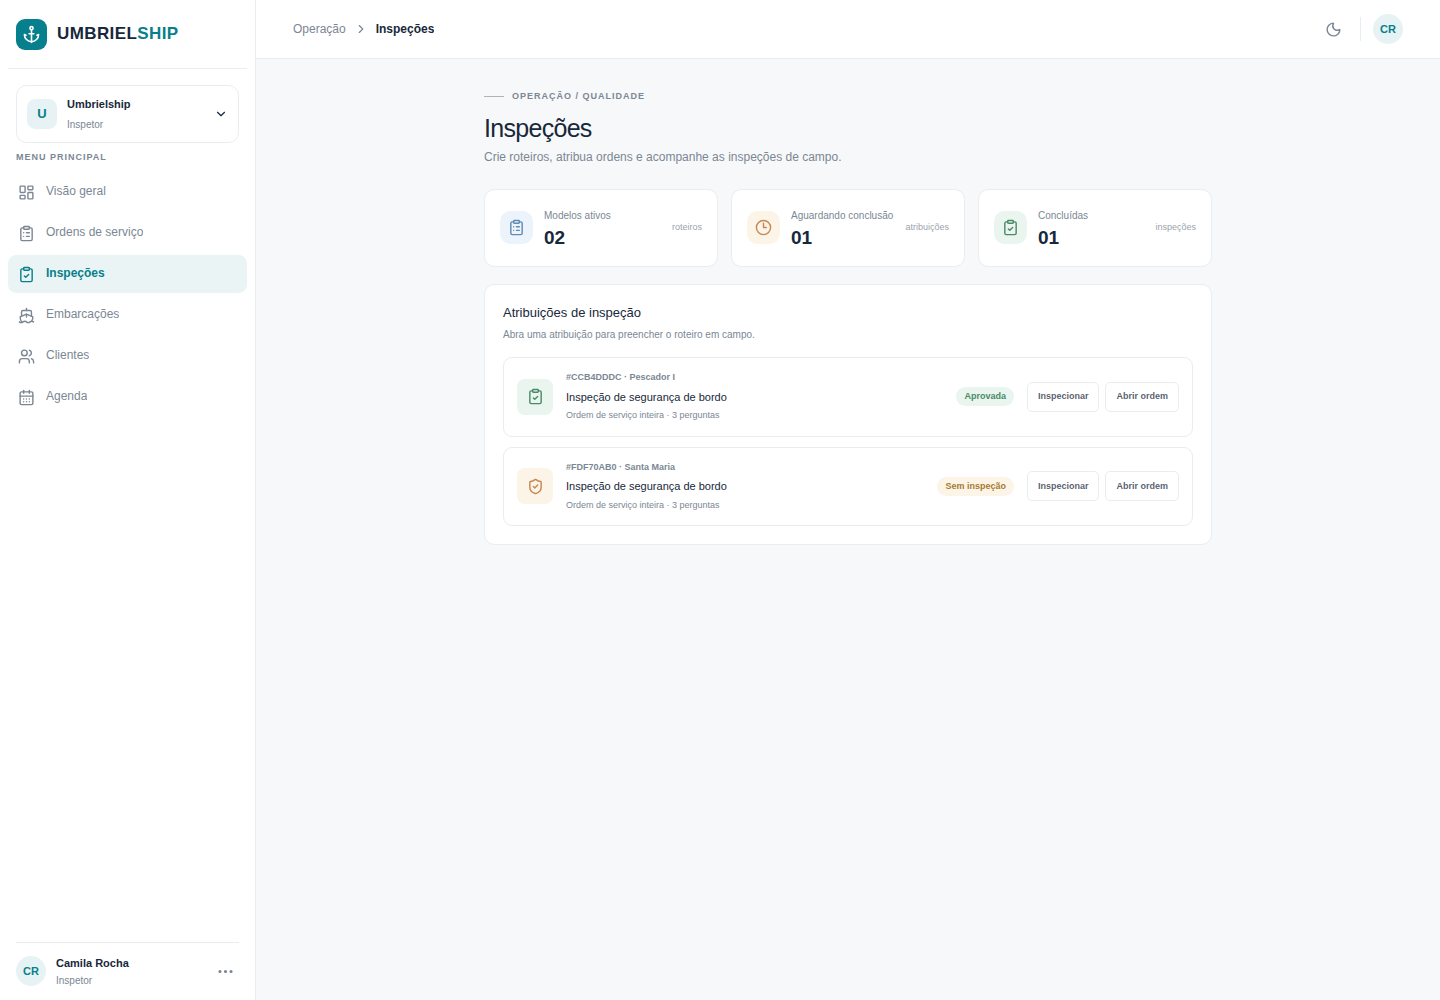 UMBRIELSHIP
U
Umbrielship
Inspetor
MENU PRINCIPAL
Visão geral
Ordens de serviço
Inspeções
Embarcações
Clientes
Agenda
CR
Camila Rocha
Inspetor
Operação
Inspeções
CR
OPERAÇÃO / QUALIDADE
Inspeções
Crie roteiros, atribua ordens e acompanhe as inspeções de campo.
Modelos ativos
02
roteiros
Aguardando conclusão
01
atribuições
Concluídas
01
inspeções
Atribuições de inspeção
Abra uma atribuição para preencher o roteiro em campo.
#CCB4DDDC · Pescador I
Inspeção de segurança de bordo
Ordem de serviço inteira · 3 perguntas
Aprovada
Inspecionar
Abrir ordem
#FDF70AB0 · Santa Maria
Inspeção de segurança de bordo
Ordem de serviço inteira · 3 perguntas
Sem inspeção
Inspecionar
Abrir ordem